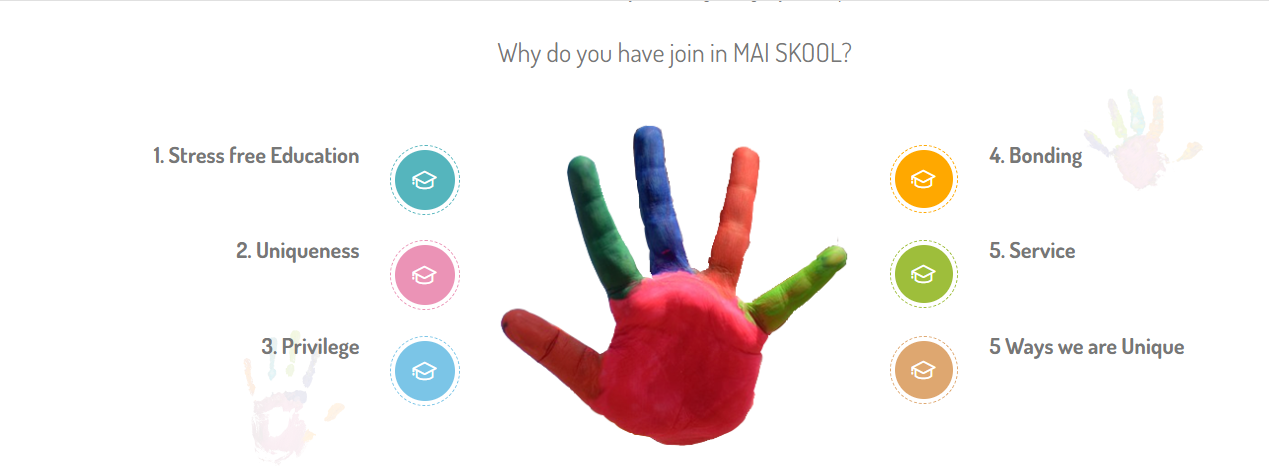 Why do you have join in MAI SKOOL?
1. Stress free Education
2. Uniqueness
3. Privilege
4. Bonding
5. Service
5 Ways we are Unique